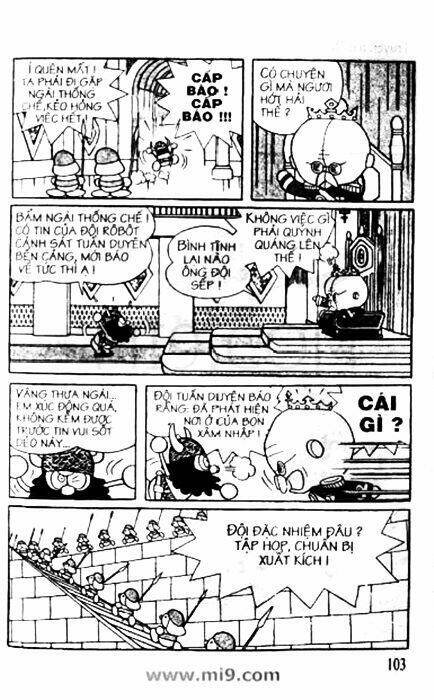 Í QUÊN MẤT !
TA PHẢI ĐI GẶP
NGÀI THỐNG
CHẾ, KẺO HỎNG
VIỆC HẾT !
CẤP
BÁO !
CẤP
BÁO !!!
CÓ CHUYỆN
GÌ MÀ NGƯƠI
HỚT HẢI
THẾ ?
BẨM NGÀI THỐNG CHẾ !
CÓ TIN CỦA ĐỘI RÔBÔT
CẢNH SÁT TUẦN DUYÊN
BÊN CẢNG, MỚI BÁO
VỀ TỨC THÌ Ạ !
BÌNH TĨNH
LẠI NÀO
ÔNG ĐỘI
SẾP !
KHÔNG VIỆC GÌ
PHẢI QUÝNH
QUÁNG LÊN
THẾ !
VÂNG THƯA NGÀI...
EM XÚC ĐỘNG QUÁ,
KHÔNG KỀM ĐƯỢC
TRƯỚC TIN VUI SỐT
DẺO NÀY...
ĐỘI TUẦN DUYÊN BÁO
RẰNG: ĐÃ PHÁT HIỆN
NƠI Ở CỦA BỌN
XÂM NHẬP !
CÁI
GÌ ?
ĐỘI ĐẶC NHIỆM ĐÂU ?
TẬP HỌP, CHUẨN BỊ
XUẤT KÍCH !
103
www.mi9.com